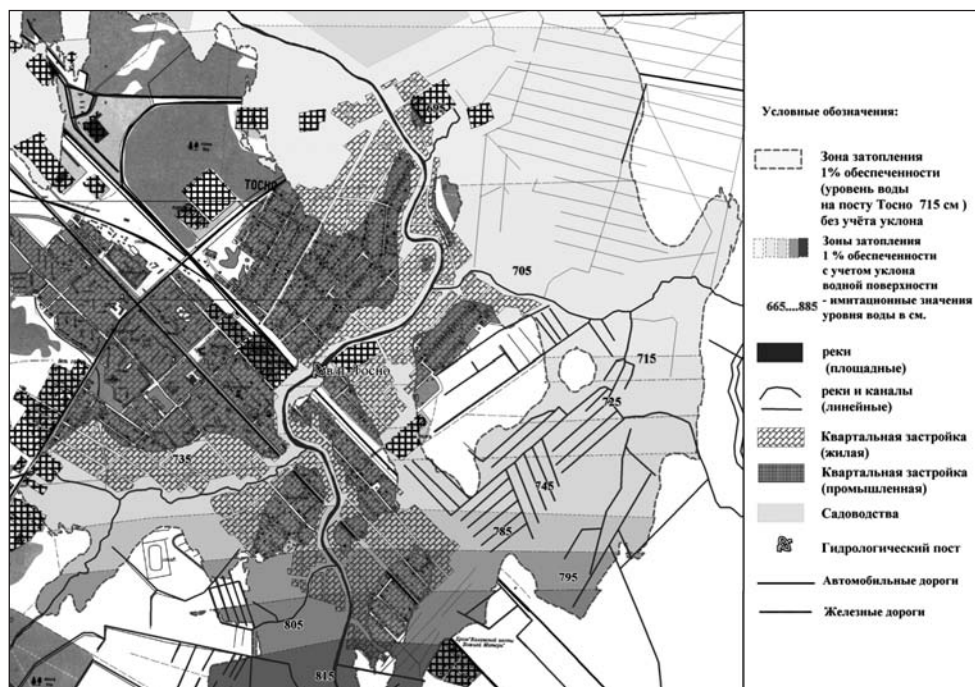 ТОСНО
705
715
725
735
745
785
795
805
815
Условные обозначения:
Зона затопления
1% обеспеченности
(уровень воды
на посту Тосно 715 см )
без учёта уклона
Зоны затопления
1 % обеспеченности
с учетом уклона
водной поверхности
665....885 - имитационные значения
уровня воды в см.
реки
(площадные)
реки и каналы
(линейные)
Квартальная застройка
(жилая)
Квартальная застройка
(промышленная)
Садоводства
Гидрологический пост
Автомобильные дороги
Железные дороги